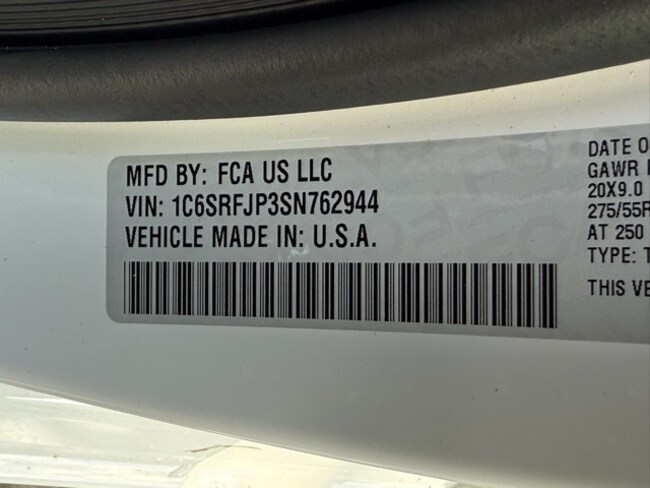 MFD BY: FCA US LLC
VIN: 1C6SRFJP3SN762944
VEHICLE MADE IN: U.S.A.
DATE O
GAWR
20X9.0
275/55R
AT 250
TYPE: T
THIS VE